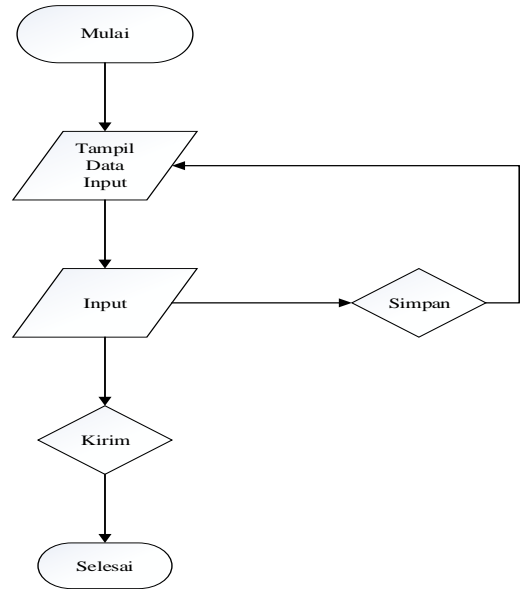 Mulai
Tampil
Data
Input
Input
Simpan
Kirim
Selesai